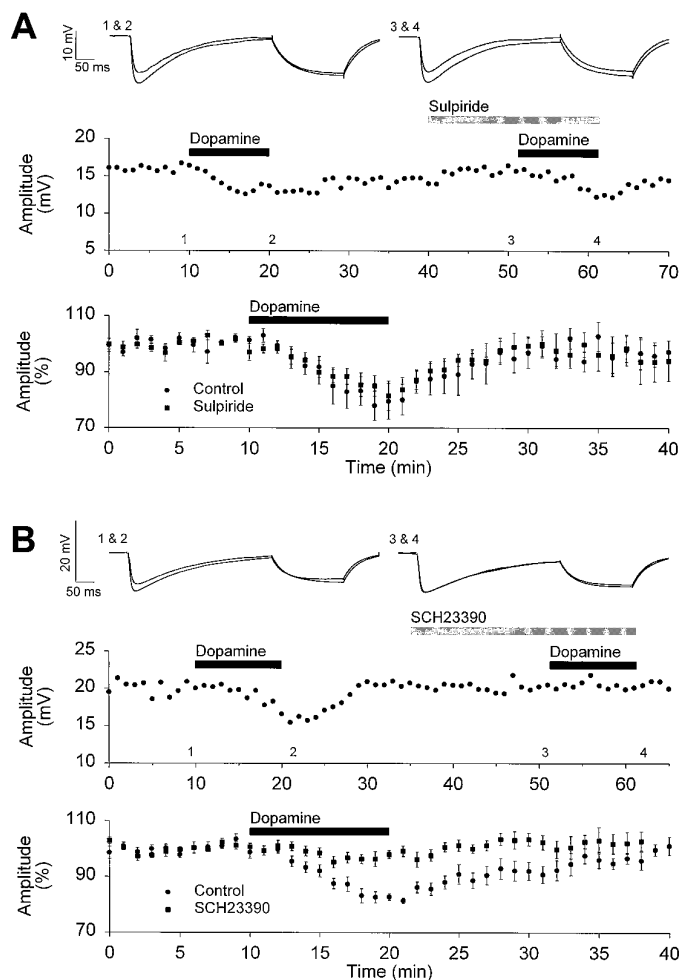 A
1 & 2
3 & 4
10 mV
50 ms
Sulpiride
Dopamine
Dopamine
Amplitude
(mV)
20
15
10
5
1
2
3
4
0
10
20
30
40
50
60
70
Dopamine
Amplitude
(%)
110
90
70
Control
Sulpiride
0
5
10
15
20
25
30
35
40
Time (min)
B
1 & 2
3 & 4
20 mV
50 ms
SCH23390
Dopamine
Dopamine
Amplitude
(mV)
25
20
15
10
1
2
3
4
0
10
20
30
40
50
60
Dopamine
Amplitude
(%)
110
90
70
Control
SCH23390
0
5
10
15
20
25
30
35
40
Time (min)